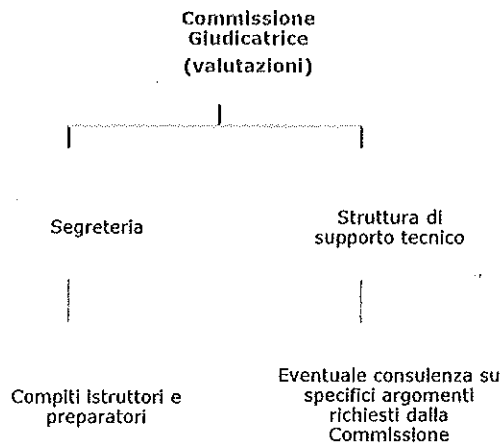 Commissione
Giudicatrice
(valutazioni)
Segreteria
Struttura di
supporto tecnico
Compiti istruttori e
preparatori
Eventuale consulenza su
specifici argomenti
richiesti dalla
Commissione